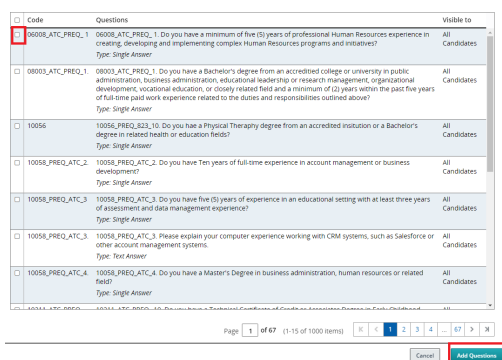 Code Questions Visible to
06008_ATC_PREQ_ 1 06008_ATC_PREQ_ 1. Do you have a minimum of five (5) years of professional Human Resources experience in All
creating, developing and implementing complex Human Resources programs and initiatives? Candidates
Type: Single Answer
08003_ATC_PREQ_1. 08003_ATC_PREQ_1. Do you have a Bachelor's degree from an accredited college or university in public All
administration, business administration, educational leadership or research management, organizational Candidates
development, vocational education, or closely related field and a minimum of (2) years within the past five years
of full-time paid work experience related to the duties and responsibilities outlined above?
Type: Single Answer
10056 10056_PREQ_823_10. Do you hae a Physical Theraphy degree from an accredited insitution or a Bachelor's All
degree in related health or education fields? Candidates
Type: Single Answer
10058_PREQ_ATC_2. 10058_PREQ_ATC_2. Do you have Ten years of full-time experience in account management or business All
development? Candidates
Type: Single Answer
10058_PREQ_ATC_3 10058_PREQ_ATC_3. Do you have five (5) years of experience in an educational setting with at least three years All
of assessment and data management experience? Candidates
Type: Single Answer
10058_PREQ_ATC_3. 10058_PREQ_ATC_3. Please explain your computer experience working with CRM systems, such as Salesforce or All
other account management systems. Candidates
Type: Text Answer
10058_PREQ_ATC_4. 10058_PREQ_ATC_4. Do you have a Master's Degree in business administration, human resources or related All
field? Candidates
Type: Single Answer
Page 1 of 67 (1-15 of 1000 items) 1 2 3 4 ... 67
Cancel Add Questions